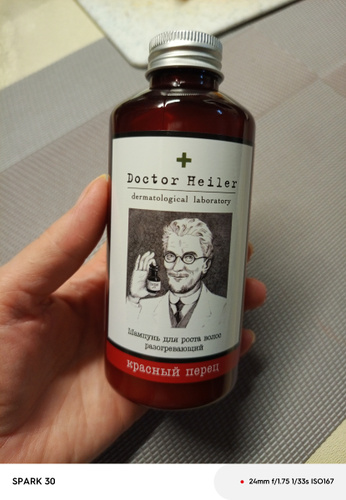 Doctor Heiler
dermatological laboratory
Шампунь для роста волос
разогревающий
красный перец
SPARK 30
24mm f/1.75 1/33s ISO167